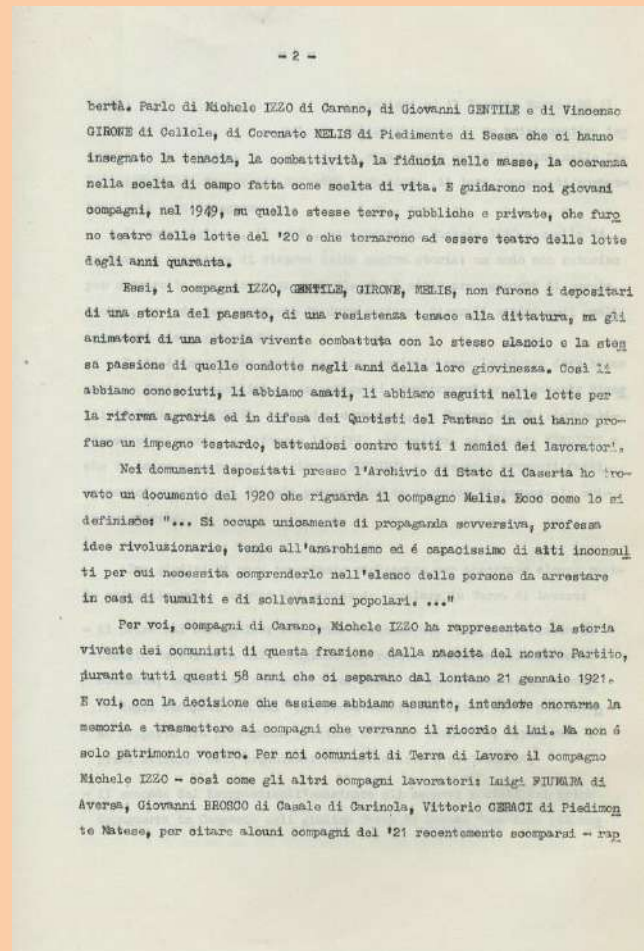 - 2 -
bertà. Parlo di Michele IZZO di Carano, di Giovanni GENTILE e di Vincenzo
GIRONE di Cellole, di Coronato MELIS di Piedimonte di Sessa che ci hanno
insegnato la tenacia, la combattività, la fiducia nelle masse, la coerenza
nella scelta di campo fatta come scelta di vita. E guidarono noi giovani
compagni, nel 1949, su quelle stesse terre, pubbliche e private, che furo
no teatro delle lotte del '20 e che tornarono ad essere teatro delle lotte
degli anni quaranta.
Essi, i compagni IZZO, GENTILE, GIRONE, MELIS, non furono i depositari
di una storia del passato, di una resistenza tenace alla dittatura, ma gli
animatori di una storia vivente combattuta con lo stesso slancio e la stes
sa passione di quelle condotte negli anni della loro giovinezza. Così li
abbiamo conosciuti, li abbiamo amati, li abbiamo seguiti nelle lotte per
la riforma agraria ed in difesa dei Quotisti del Pantano in cui hanno pro-
fuso un impegno testardo, battendosi contro tutti i nemici dei lavoratori.
Nei domumenti depositati presso l'Archivio di Stato di Caserta ho tro-
vato un documento del 1920 che riguarda il compagno Melis. Ecco come lo si
definisce: "... Si occupa unicamente di propaganda sovversiva, professa
idee rivoluzionarie, tende all'anarchismo ed é capacissimo di atti inconsul
ti per cui necessita comprenderlo nell'elenco delle persone da arrestare
in casi di tumulti e di sollevazioni popolari. ..."
Per voi, compagni di Carano, Michele IZZO ha rappresentato la storia
vivente dei comunisti di questa frazione dalla nascita del nostro Partito,
durante tutti questi 58 anni che ci separano dal lontano 21 gennaio 1921.
E voi, con la decisione che assieme abbiamo assunto, intendete onorarne la
memoria e trasmettere ai compagni che verranno il ricordo di Lui. Ma non é
solo patrimonio vostro. Per noi comunisti di Terra di Lavoro il compagno
Michele IZZO - così come gli altri compagni lavoratori: Luigi FIUMARA di
Aversa, Giovanni BROSCO di Casale di Carinola, Vittorio GERACI di Piedimon
te Matese, per citare alcuni compagni del '21 recentemente scomparsi - rap